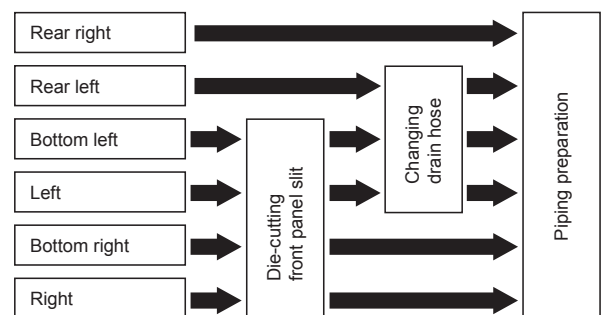 Rear right
Rear left
Bottom left
Left
Bottom right
Right
Die-cutting
front panel slit
Changing
drain hose
Piping preparation